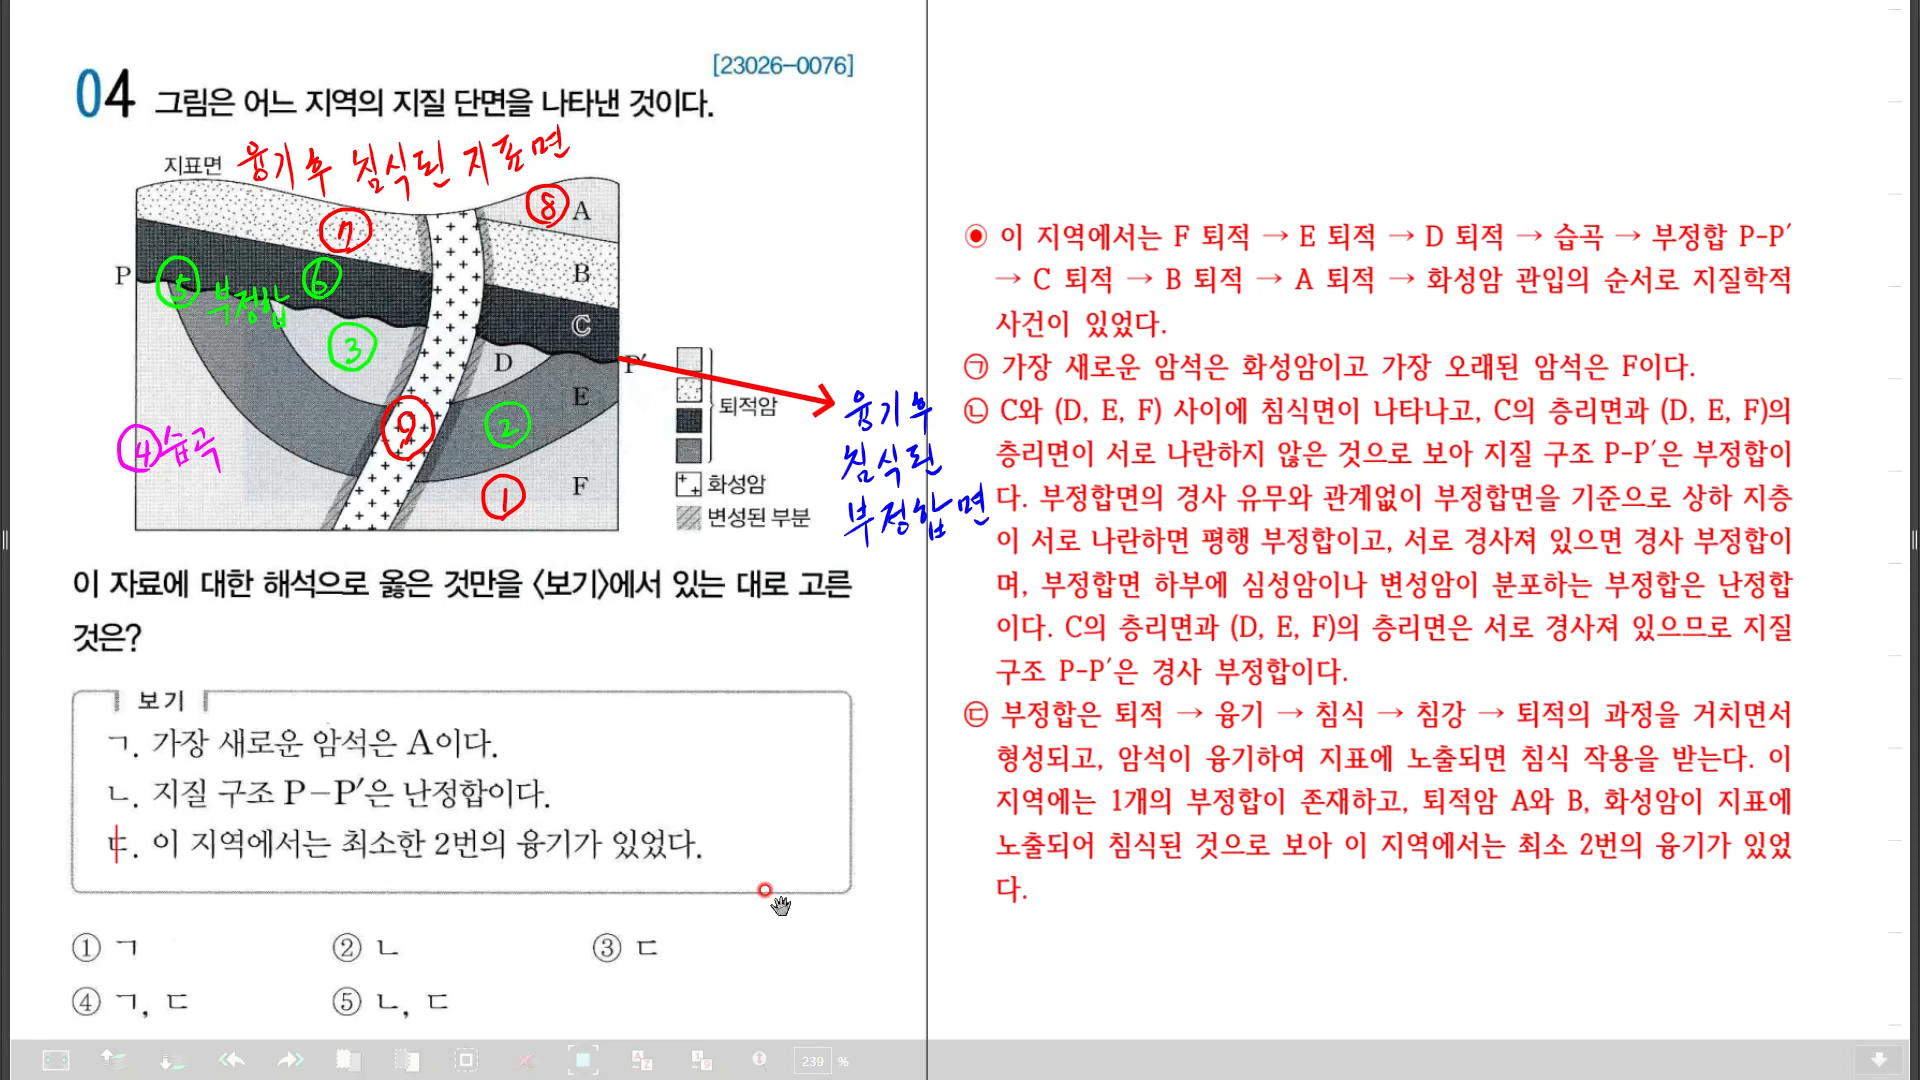 [23026-0076]
04 그림은 어느 지역의 지질 단면을 나타낸 것이다.
지표면 융기후 침식된 지표면
⑧ A
⑦
B
P ⑤ 부정합 ⑥
C
③
D
P′
E
②
⑨
④ 습곡
F
①
퇴적암
화성암
변성된 부분
융기후
침식된
부정합면
이 자료에 대한 해석으로 옳은 것만을 〈보기〉에서 있는 대로 고른
것은?
보기
ㄱ. 가장 새로운 암석은 A이다.
ㄴ. 지질 구조 P-P′은 난정합이다.
ㄷ. 이 지역에서는 최소한 2번의 융기가 있었다.
① ㄱ ② ㄴ ③ ㄷ
④ ㄱ, ㄷ ⑤ ㄴ, ㄷ
◉ 이 지역에서는 F 퇴적 → E 퇴적 → D 퇴적 → 습곡 → 부정합 P-P′
→ C 퇴적 → B 퇴적 → A 퇴적 → 화성암 관입의 순서로 지질학적
사건이 있었다.
㉠ 가장 새로운 암석은 화성암이고 가장 오래된 암석은 F이다.
㉡ C와 (D, E, F) 사이에 침식면이 나타나고, C의 층리면과 (D, E, F)의
층리면이 서로 나란하지 않은 것으로 보아 지질 구조 P-P′은 부정합이
다. 부정합면의 경사 유무와 관계없이 부정합면을 기준으로 상하 지층
이 서로 나란하면 평행 부정합이고, 서로 경사져 있으면 경사 부정합이
며, 부정합면 하부에 심성암이나 변성암이 분포하는 부정합은 난정합
이다. C의 층리면과 (D, E, F)의 층리면은 서로 경사져 있으므로 지질
구조 P-P′은 경사 부정합이다.
㉢ 부정합은 퇴적 → 융기 → 침식 → 침강 → 퇴적의 과정을 거치면서
형성되고, 암석이 융기하여 지표에 노출되면 침식 작용을 받는다. 이
지역에는 1개의 부정합이 존재하고, 퇴적암 A와 B, 화성암이 지표에
노출되어 침식된 것으로 보아 이 지역에서는 최소 2번의 융기가 있었
다.
239 %